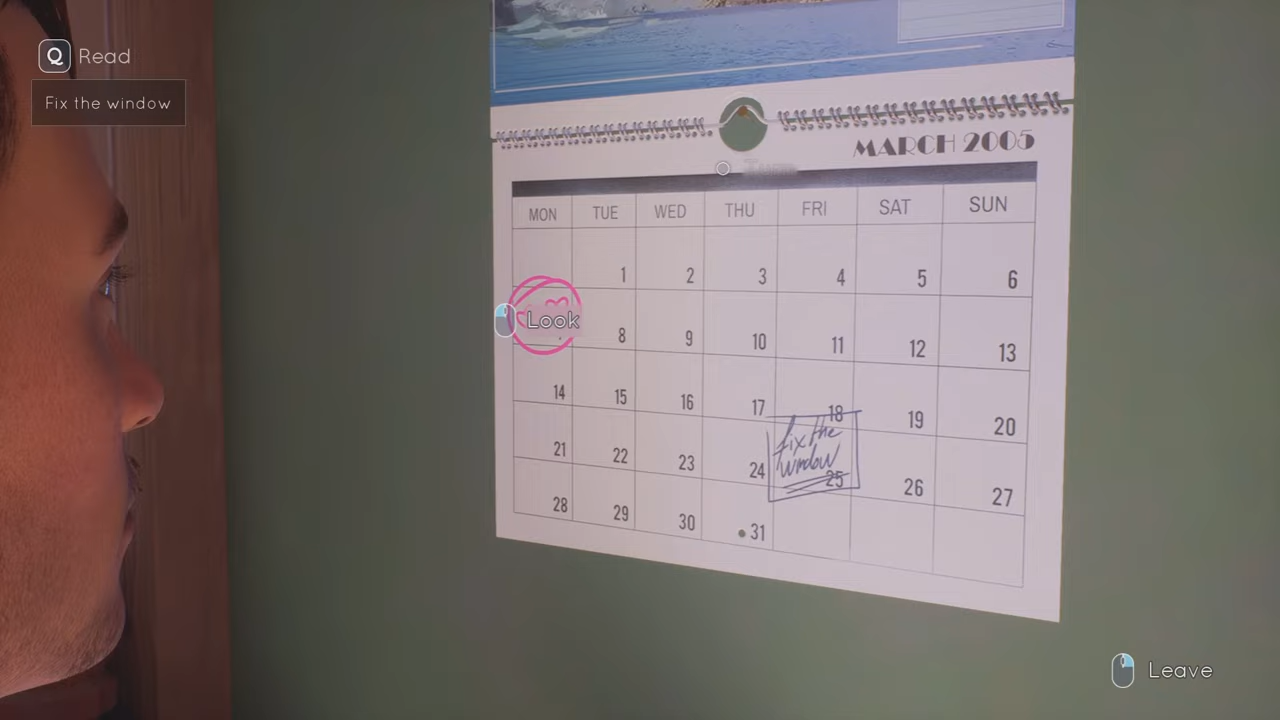 Q Read
Fix the window
MARCH 2005
MON TUE WED THU FRI SAT SUN
1 2 3 4 5 6
8 9 10 11 12 13
Look
14 15 16 17 18 19 20
fix the
window
21 22 23 24 25 26 27
28 29 30 31
Leave